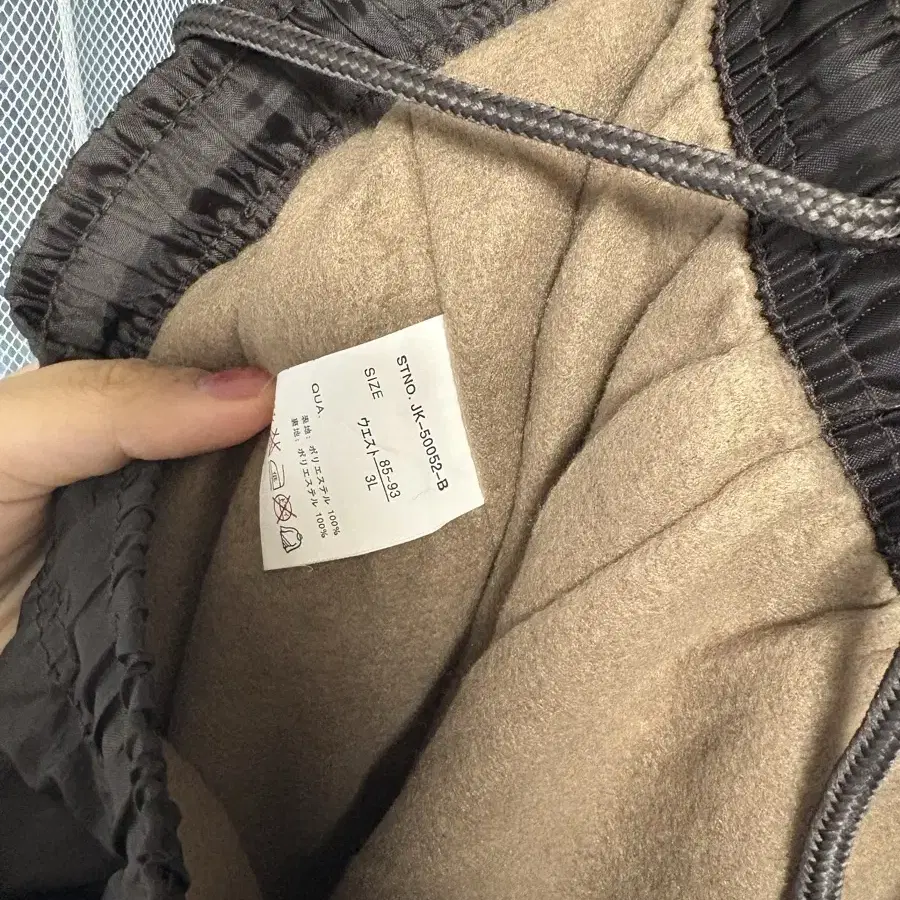 STNO. JK-50052-B
SIZE
ウエスト 85-93
3L
QUA.
表地: ポリエステル 100%
裏地: ポリエステル 100%